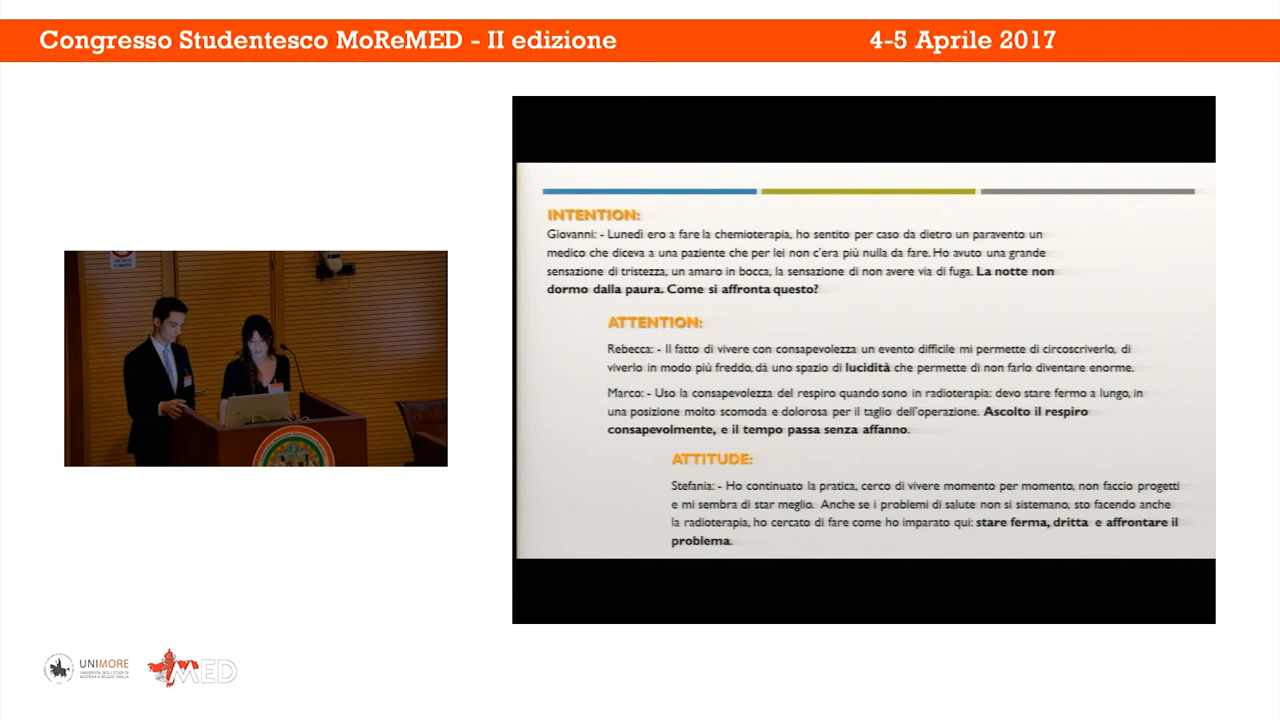 Congresso Studentesco MoReMED - II edizione 4-5 Aprile 2017
INTENTION:
Giovanni: - Lunedì ero a fare la chemioterapia, ho sentito per caso da dietro un paravento un
medico che diceva a una paziente che per lei non c'era più nulla da fare. Ho avuto una grande
sensazione di tristezza, un amaro in bocca, la sensazione di non avere via di fuga. La notte non
dormo dalla paura. Come si affronta questo?
ATTENTION:
Rebecca: - Il fatto di vivere con consapevolezza un evento difficile mi permette di circoscriverlo, di
viverlo in modo più freddo, dà uno spazio di lucidità che permette di non farlo diventare enorme.
Marco: - Uso la consapevolezza del respiro quando sono in radioterapia: devo stare fermo a lungo, in
una posizione molto scomoda e dolorosa per il taglio dell'operazione. Ascolto il respiro
consapevolmente, e il tempo passa senza affanno.
ATTITUDE:
Stefania: - Ho continuato la pratica, cerco di vivere momento per momento, non faccio progetti
e mi sembra di star meglio. Anche se i problemi di salute non si sistemano, sto facendo anche
la radioterapia, ho cercato di fare come ho imparato qui: stare ferma, dritta e affrontare il
problema.
UNIMORE
UNIVERSITÀ DEGLI STUDI DI
MODENA E REGGIO EMILIA
MED